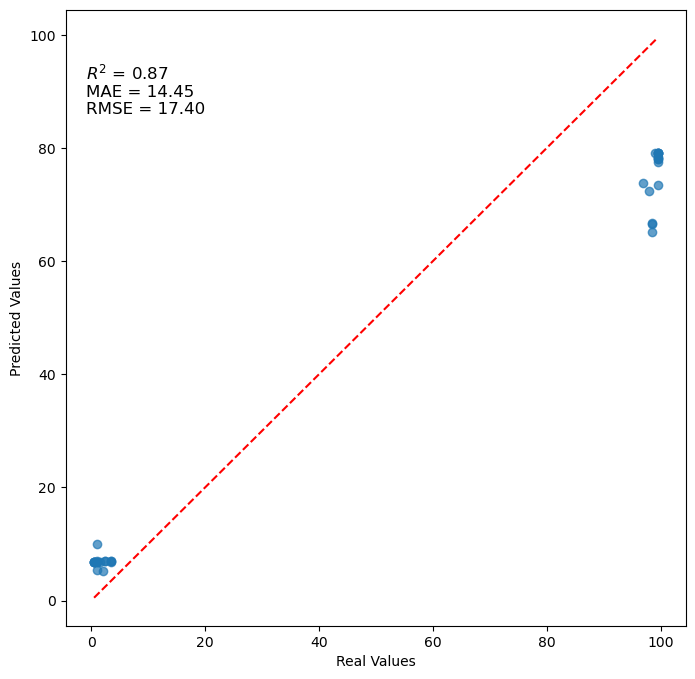 R² = 0.87
MAE = 14.45
RMSE = 17.40
100
80
60
40
20
0
Predicted Values
0 20 40 60 80 100
Real Values